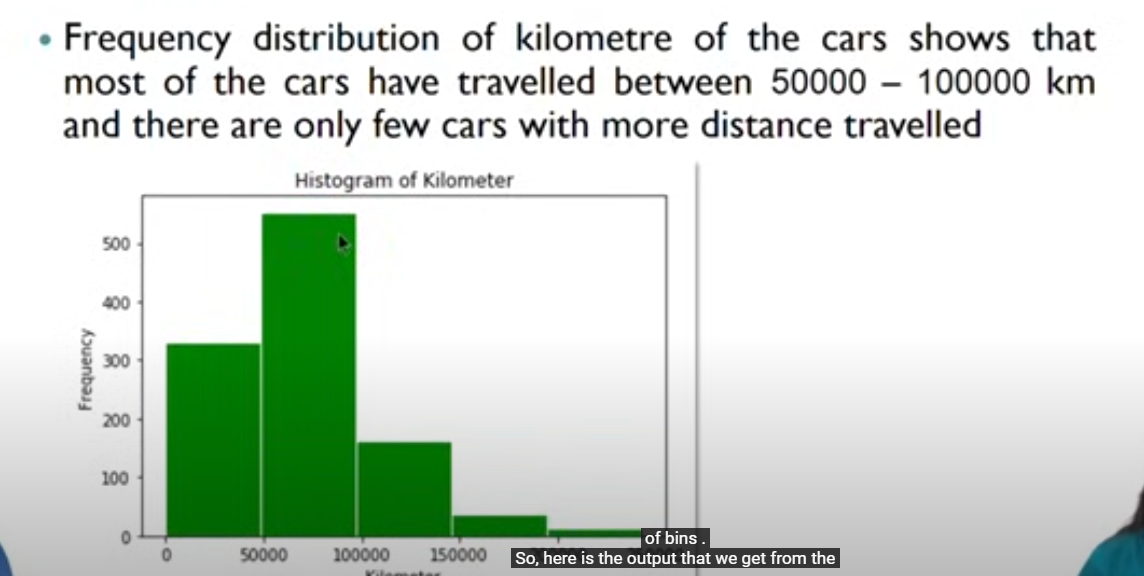 • Frequency distribution of kilometre of the cars shows that
most of the cars have travelled between 50000 – 100000 km
and there are only few cars with more distance travelled
Histogram of Kilometer
500
400
300
200
100
0
Frequency
0 50000 100000 150000
Kilometer
of bins .
So, here is the output that we get from the